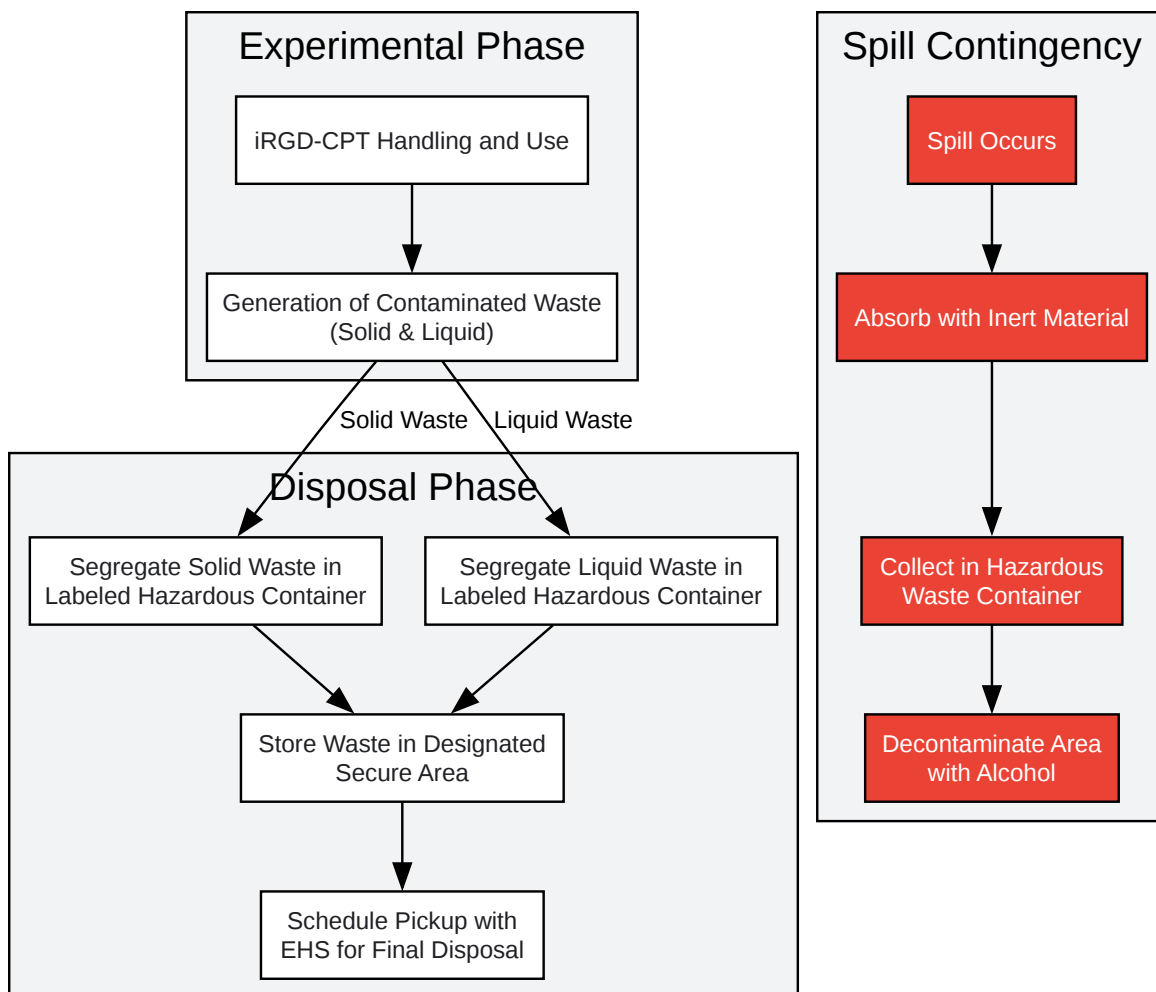 Experimental Phase
iRGD-CPT Handling and Use
Generation of Contaminated Waste
(Solid & Liquid)
Solid Waste
Liquid Waste
Disposal Phase
Segregate Solid Waste in
Labeled Hazardous Container
Segregate Liquid Waste in
Labeled Hazardous Container
Store Waste in Designated
Secure Area
Schedule Pickup with
EHS for Final Disposal
Spill Contingency
Spill Occurs
Absorb with Inert Material
Collect in Hazardous
Waste Container
Decontaminate Area
with Alcohol